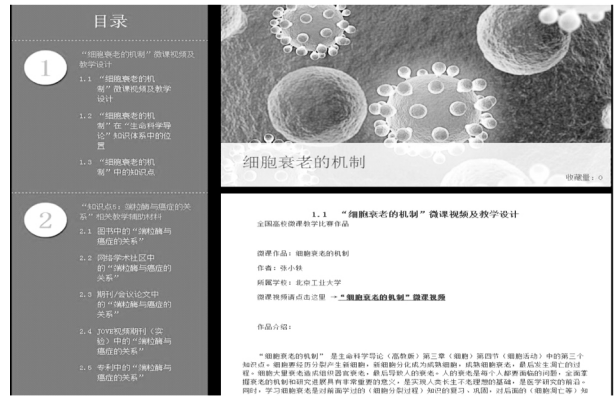 目录
1
“细胞衰老的机制”微课视频及
教学设计
1.1 “细胞衰老的机
制”微课视频及教学
设计
1.2 “细胞衰老的机
制”在“生命科学导
论”知识体系中的位
置
1.3 “细胞衰老的机
制”中的知识点
2
“知识点5：端粒酶与癌症的关
系”相关教学辅助材料
2.1 图书中的“端粒酶与
癌症的关系”
2.2 网络学术社区中
的“端粒酶与癌症的
关系”
2.3 期刊/会议论文中
的“端粒酶与癌症的
关系”
2.4 JOVE视频期刊（实
验）中的“端粒酶与
癌症的关系”
2.5 专利中的“端粒酶与
癌症的关系”
细胞衰老的机制
收藏量：0
1.1 “细胞衰老的机制”微课视频及教学设计
全国高校微课教学比赛作品
微课作品：细胞衰老的机制
作者：张小轶
所属学校：北京工业大学
微课视频请点击这里 →“细胞衰老的机制”微课视频
作品介绍：
“细胞衰老的机制”是生命科学导论（高教版）第三章（细胞）第四节（细胞活动）中的第三个
知识点。细胞要经历分裂产生新细胞，新细胞分化成为成熟细胞，成熟细胞衰老，最后发生凋亡的过
程。细胞大量衰老造成组织器官衰老，最后导致人的衰老。人的衰老是每个人都要面临的问题，全面掌
握衰老的机制和研究进展具有非常重要的意义，是实现人类长生不老理想的基础，是医学研究的前沿。
同时，学习细胞衰老是对前面学过的（细胞分裂过程）知识的复习、巩固，对后面的（细胞凋亡等）知